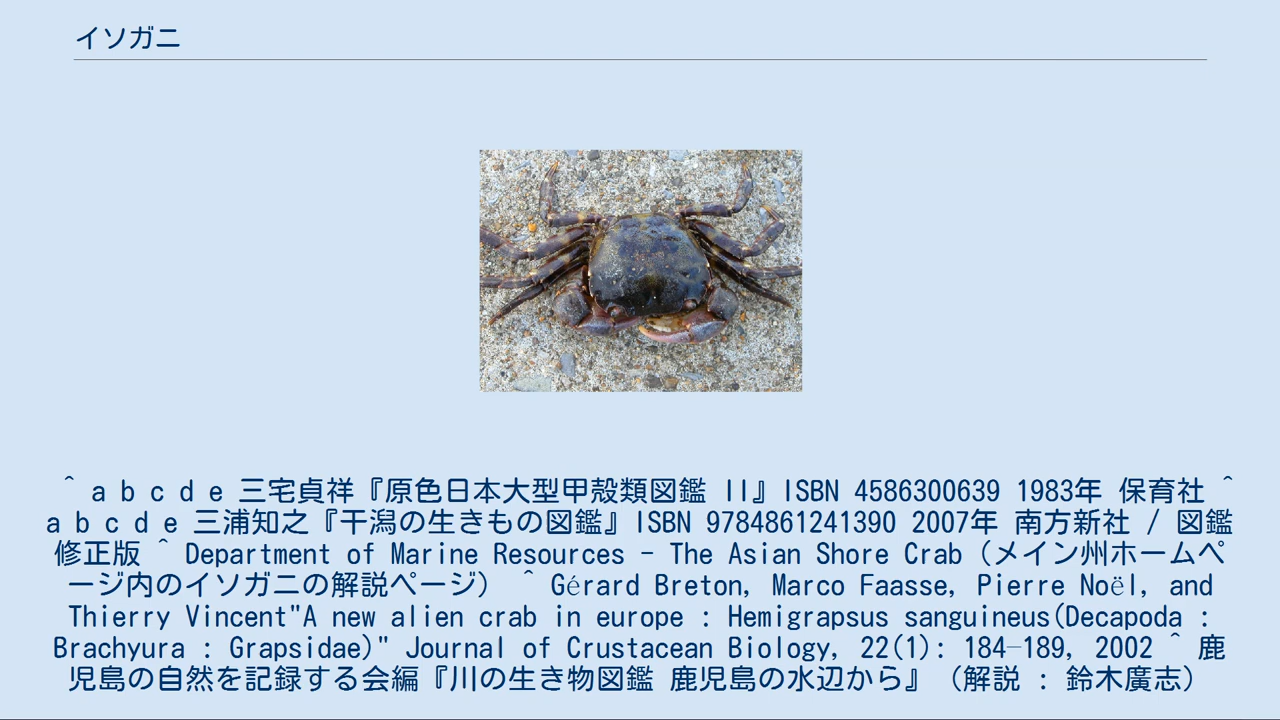 イソガニ
^ a b c d e 三宅貞祥『原色日本大型甲殻類図鑑 II』ISBN 4586300639 1983年 保育社 ^
a b c d e 三浦知之『干潟の生きもの図鑑』ISBN 9784861241390 2007年 南方新社 / 図鑑
修正版 ^ Department of Marine Resources - The Asian Shore Crab (メイン州ホームペ
ージ内のイソガニの解説ページ) ^ Gérard Breton, Marco Faasse, Pierre Noël, and
Thierry Vincent"A new alien crab in europe : Hemigrapsus sanguineus(Decapoda :
Brachyura : Grapsidae)" Journal of Crustacean Biology, 22(1): 184–189, 2002 ^ 鹿
児島の自然を記録する会編『川の生き物図鑑 鹿児島の水辺から』 (解説 : 鈴木廣志)